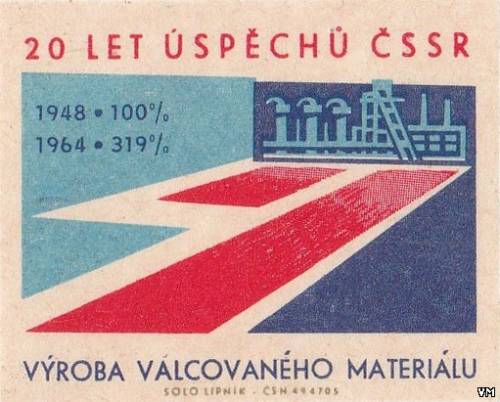 20 LET ÚSPĚCHŮ ČSSR
1948 • 100%
1964 • 319%
VÝROBA VÁLCOVANÉHO MATERIÁLU
SOLO LIPNÍK - ČSN 494705
VM